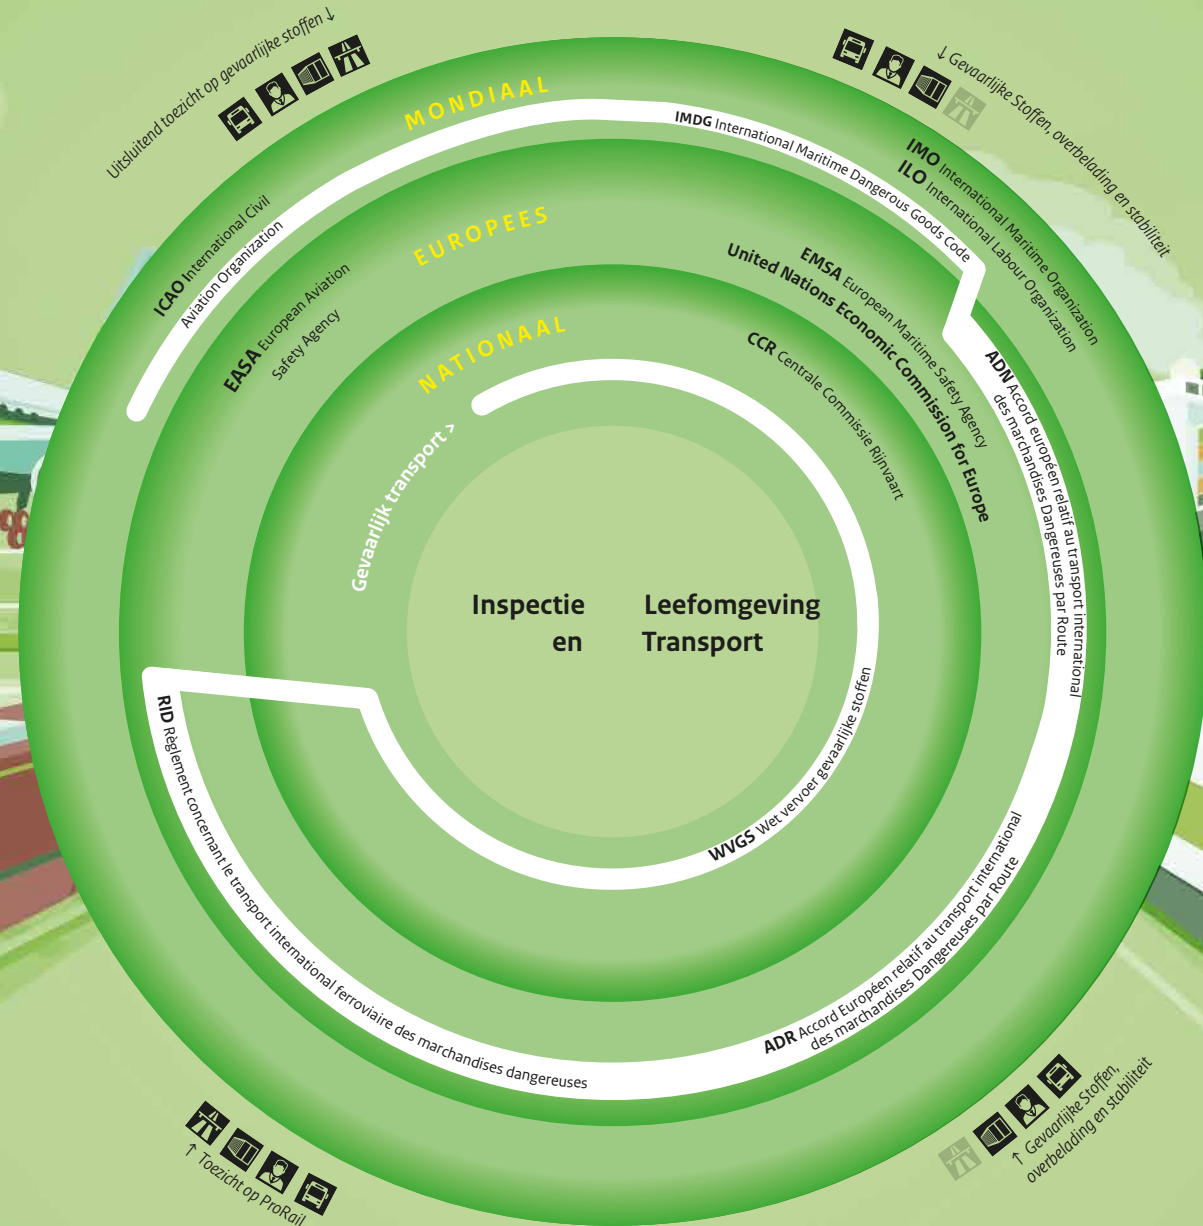 Uitsluitend toezicht op gevaarlijke stoffen ↓
↓ Gevaarlijke Stoffen, overbelading en stabiliteit
MONDIAAL
IMDG International Maritime Dangerous Goods Code
IMO International Maritime Organization
ILO International Labour Organization
ICAO International Civil
Aviation Organization
EUROPEES
EASA European Aviation
Safety Agency
EMSA European Maritime Safety Agency
United Nations Economic Commission for Europe
NATIONAAL
CCR Centrale Commissie Rijnvaart
ADN Accord européen relatif au transport international
des marchandises Dangereuses par Route
Gevaarlijk transport >
Inspectie Leefomgeving
en Transport
WVGS Wet vervoer gevaarlijke stoffen
RID Règlement concernant le transport international ferroviaire des marchandises dangereuses
ADR Accord Européen relatif au transport international
des marchandises Dangereuses par Route
↑ Toezicht op ProRail
↑ Gevaarlijke Stoffen,
overbelading en stabiliteit